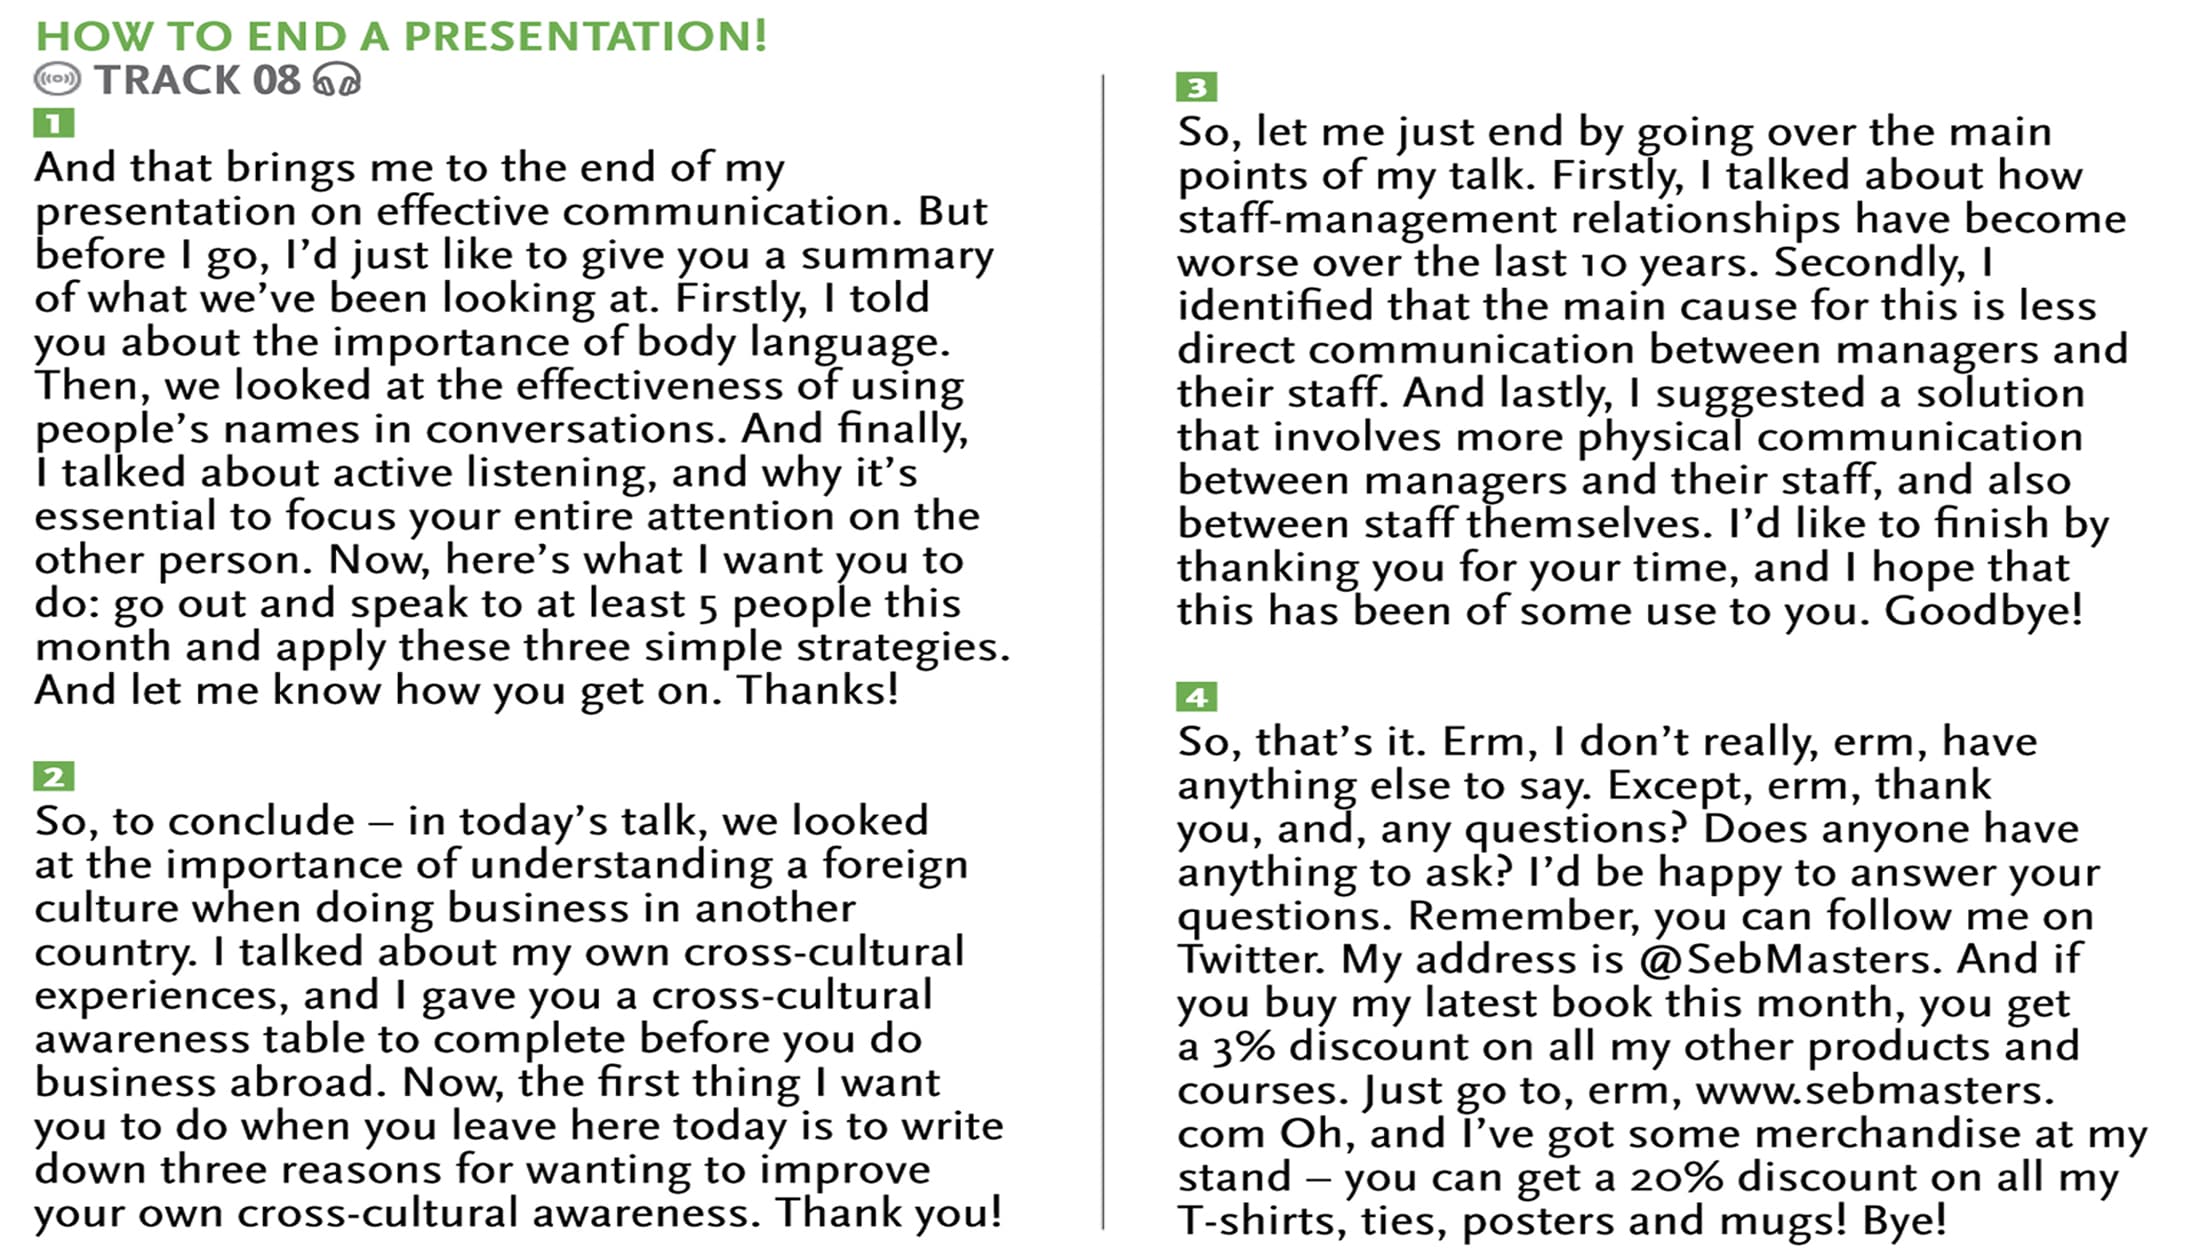 HOW TO END A PRESENTATION!
TRACK 08
1
And that brings me to the end of my
presentation on effective communication. But
before I go, I’d just like to give you a summary
of what we’ve been looking at. Firstly, I told
you about the importance of body language.
Then, we looked at the effectiveness of using
people’s names in conversations. And finally,
I talked about active listening, and why it’s
essential to focus your entire attention on the
other person. Now, here’s what I want you to
do: go out and speak to at least 5 people this
month and apply these three simple strategies.
And let me know how you get on. Thanks!
2
So, to conclude – in today’s talk, we looked
at the importance of understanding a foreign
culture when doing business in another
country. I talked about my own cross-cultural
experiences, and I gave you a cross-cultural
awareness table to complete before you do
business abroad. Now, the first thing I want
you to do when you leave here today is to write
down three reasons for wanting to improve
your own cross-cultural awareness. Thank you!
3
So, let me just end by going over the main
points of my talk. Firstly, I talked about how
staff-management relationships have become
worse over the last 10 years. Secondly, I
identified that the main cause for this is less
direct communication between managers and
their staff. And lastly, I suggested a solution
that involves more physical communication
between managers and their staff, and also
between staff themselves. I’d like to finish by
thanking you for your time, and I hope that
this has been of some use to you. Goodbye!
4
So, that’s it. Erm, I don’t really, erm, have
anything else to say. Except, erm, thank
you, and, any questions? Does anyone have
anything to ask? I’d be happy to answer your
questions. Remember, you can follow me on
Twitter. My address is @SebMasters. And if
you buy my latest book this month, you get
a 3% discount on all my other products and
courses. Just go to, erm, www.sebmasters.
com Oh, and I’ve got some merchandise at my
stand – you can get a 20% discount on all my
T-shirts, ties, posters and mugs! Bye!